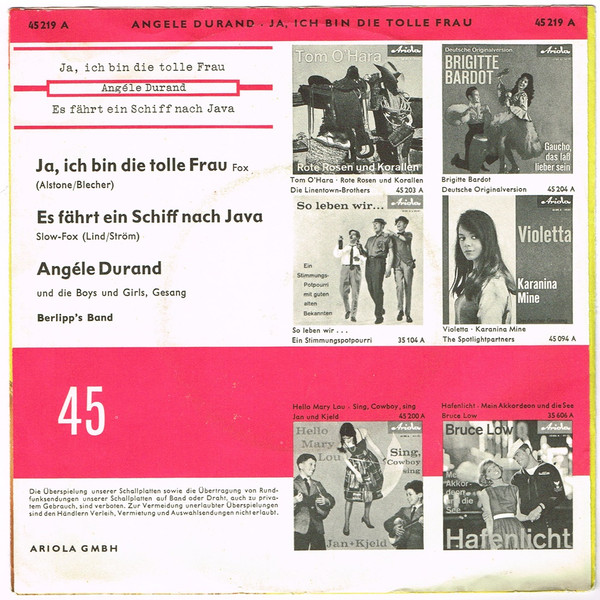 45 219 A
ANGELE DURAND · JA, ICH BIN DIE TOLLE FRAU
45 219 A
Ja, ich bin die tolle Frau
Angéle Durand
Es fährt ein Schiff nach Java
Ja, ich bin die tolle Frau Fox
(Alstone/Blecher)
Es fährt ein Schiff nach Java
Slow-Fox (Lind/Ström)
Angéle Durand
und die Boys und Girls, Gesang
Berlipp's Band
Tom O'Hara
Ariola
Rote Rosen und Korallen
Tom O'Hara · Rote Rosen und Korallen
Die Linentown-Brothers 45 203 A
Deutsche Originalversion
Ariola
BRIGITTE
BARDOT
Gaucho,
das laß
lieber sein
Brigitte Bardot
Deutsche Originalversion 45 204 A
Ariola
So leben wir...
Ein
Stimmungs-
Potpourri
mit guten
alten
Bekannten
So leben wir . . .
Ein Stimmungspotpourri 35 104 A
Ariola
Violetta
Karanina
Mine
Violetta · Karanina Mine
The Spotlightpartners 45 094 A
45
Hello Mary Lou · Sing, Cowboy, sing
Jan und Kjeld 45 200 A
Ariola
Hello
Mary
Lou
Sing,
Cowboy
sing
Jan+Kjeld
Hafenlicht · Mein Akkordeon und die See
Bruce Low 35 606 A
Ariola
Bruce Low
Mein
Akkor-
deon
und die
See
Hafenlicht
Die Überspielung unserer Schallplatten sowie die Übertragung von Rund-
funksendungen unserer Schallplatten auf Band oder Draht, auch zu priva-
tem Gebrauch, sind verboten. Zur Vermeidung unerlaubter Überspielungen
sind den Händlern Verleih, Vermietung und Auswahlsendungen nicht erlaubt.
ARIOLA GMBH